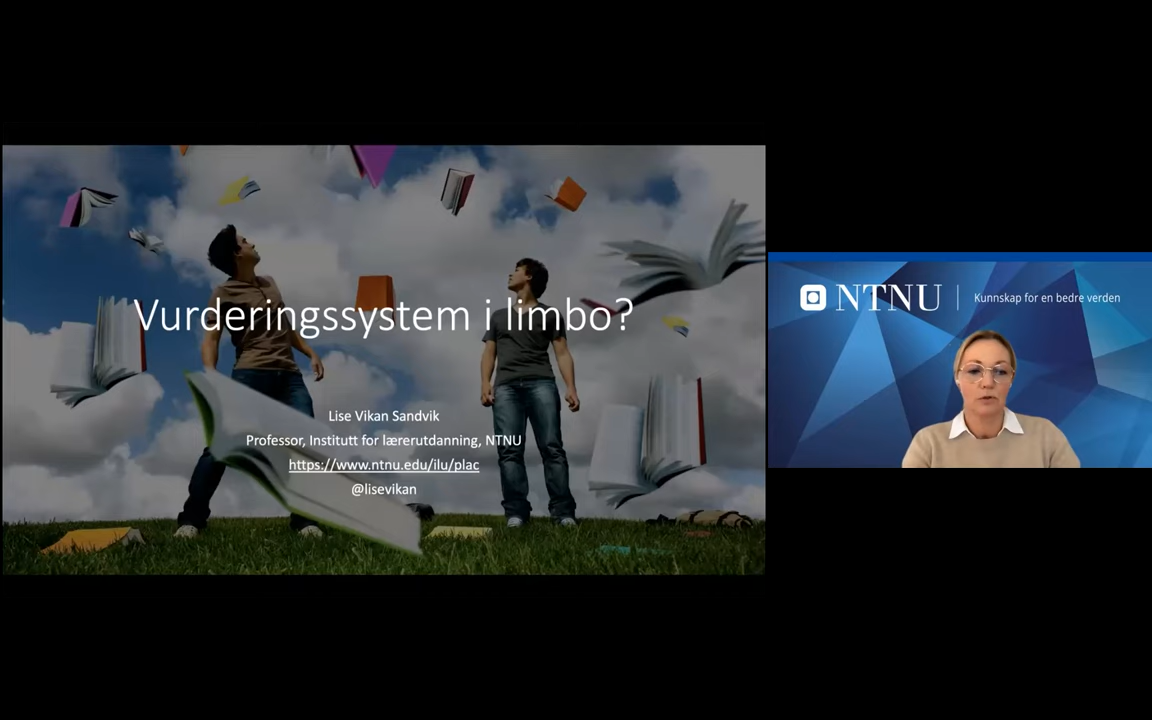 Vurderingssystem i limbo?
Lise Vikan Sandvik
Professor, Institutt for lærerutdanning, NTNU
https://www.ntnu.edu/ilu/plac
@lisevikan
NTNU | Kunnskap for en bedre verden